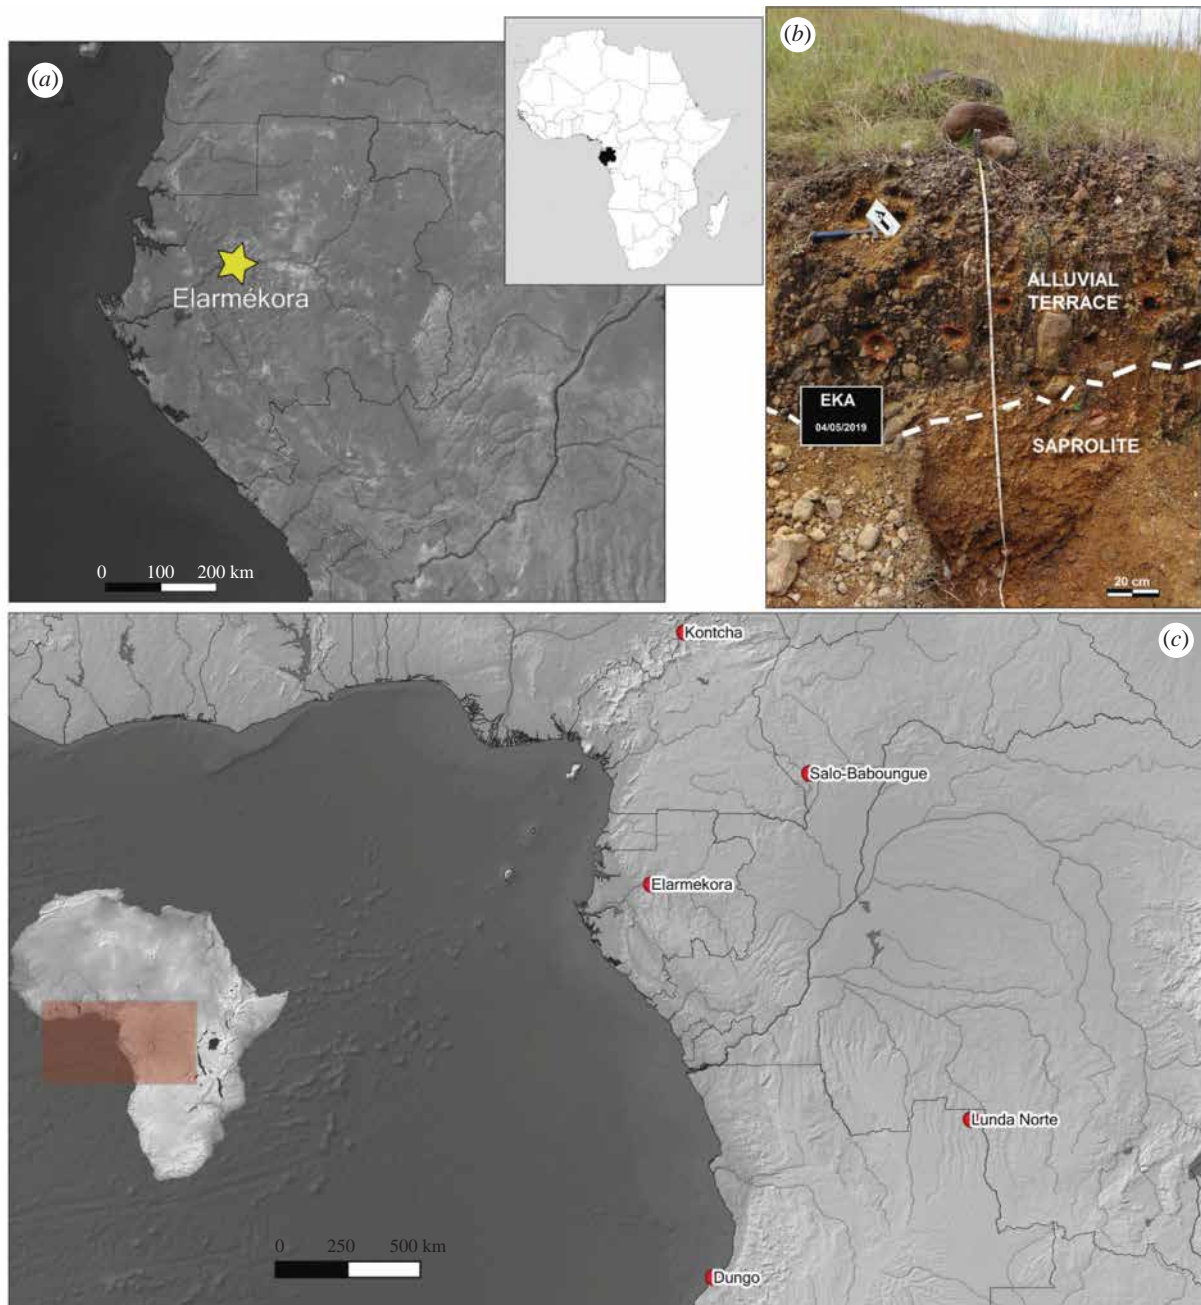 (a)
Elarmékora
0 100 200 km
(b)
ALLUVIAL
TERRACE
EKA
04/05/2019
SAPROLITE
20 cm
(c)
Kontcha
Salo-Baboungue
Elarmekora
Lunda Norte
Dungo
0 250 500 km